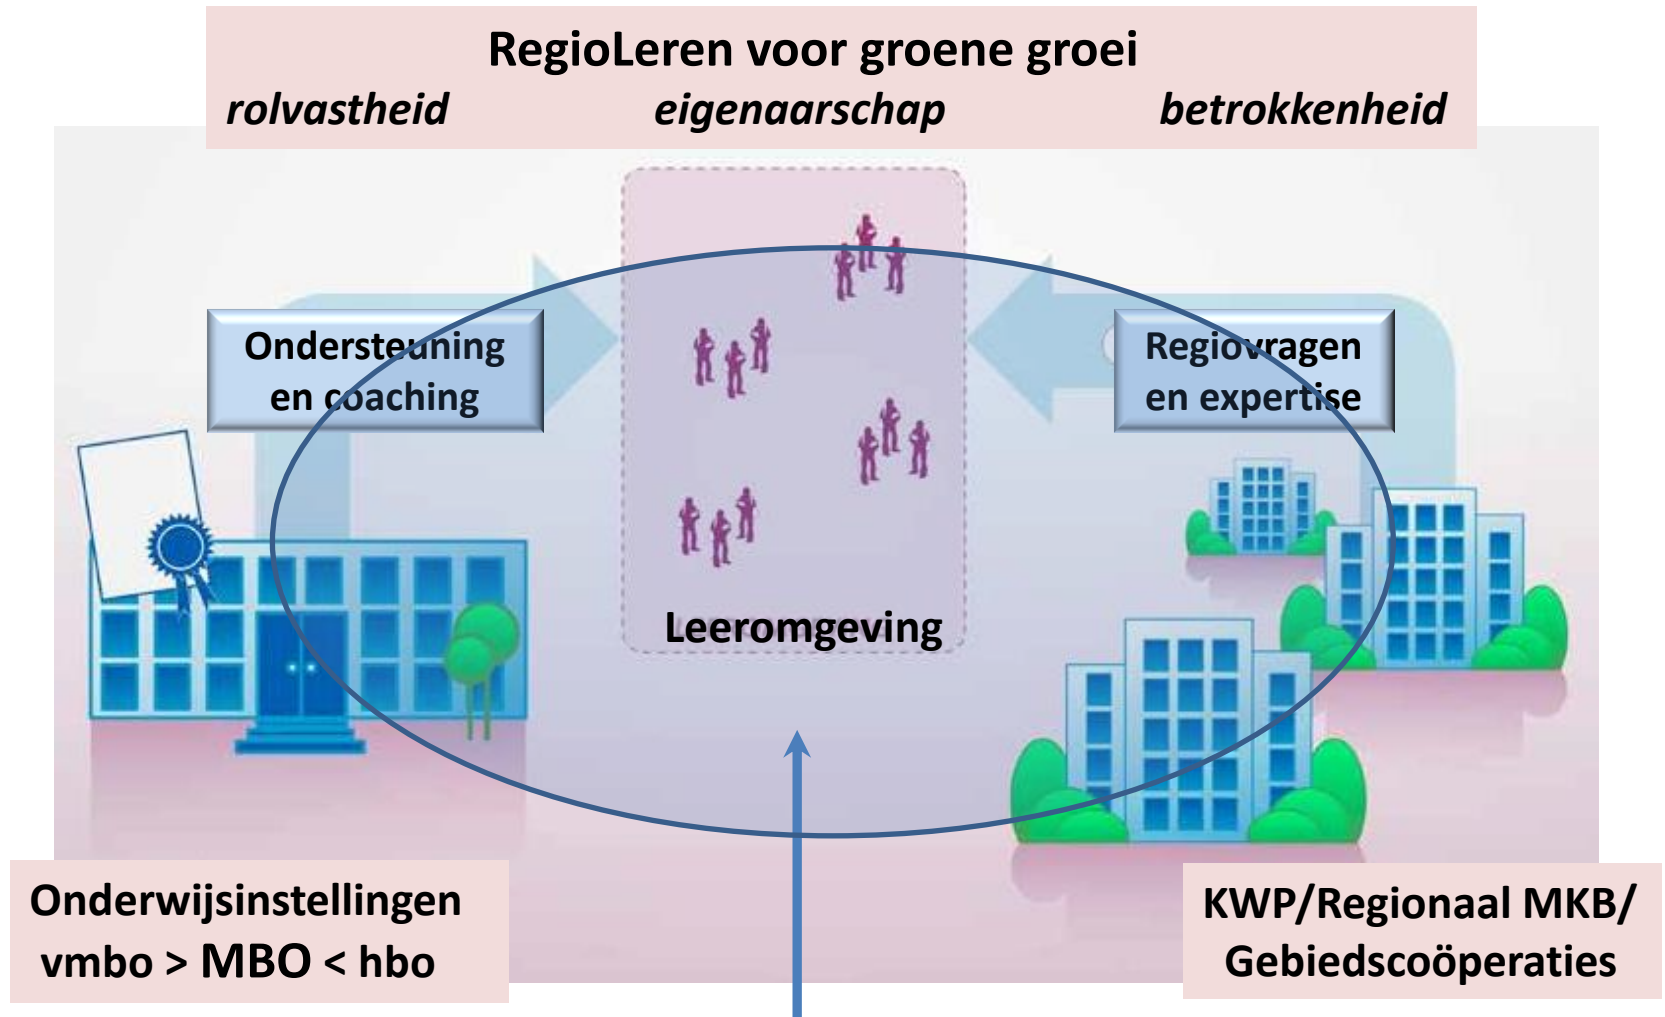 RegioLeren voor groene groei
rolvastheid eigenaarschap betrokkenheid
Ondersteuning
en coaching
Regiovragen
en expertise
Leeromgeving
Onderwijsinstellingen
vmbo > MBO < hbo
KWP/Regionaal MKB/
Gebiedscoöperaties